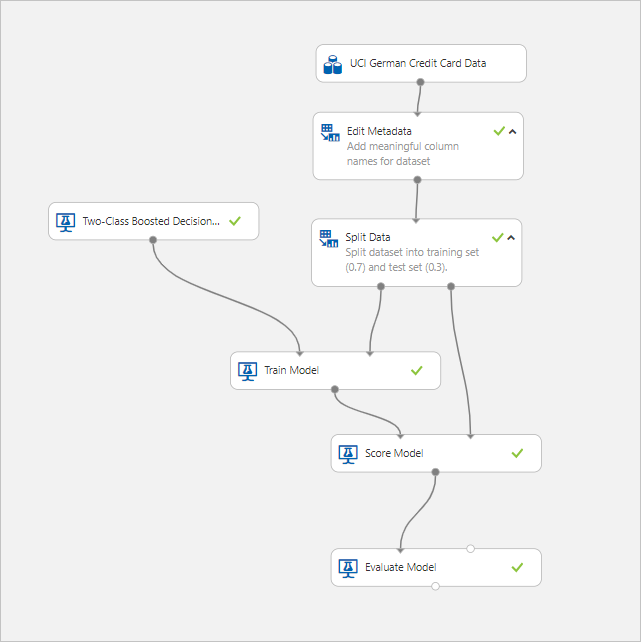 UCI German Credit Card Data
Edit Metadata
Add meaningful column
names for dataset
Two-Class Boosted Decision...
Split Data
Split dataset into training set
(0.7) and test set (0.3).
Train Model
Score Model
Evaluate Model